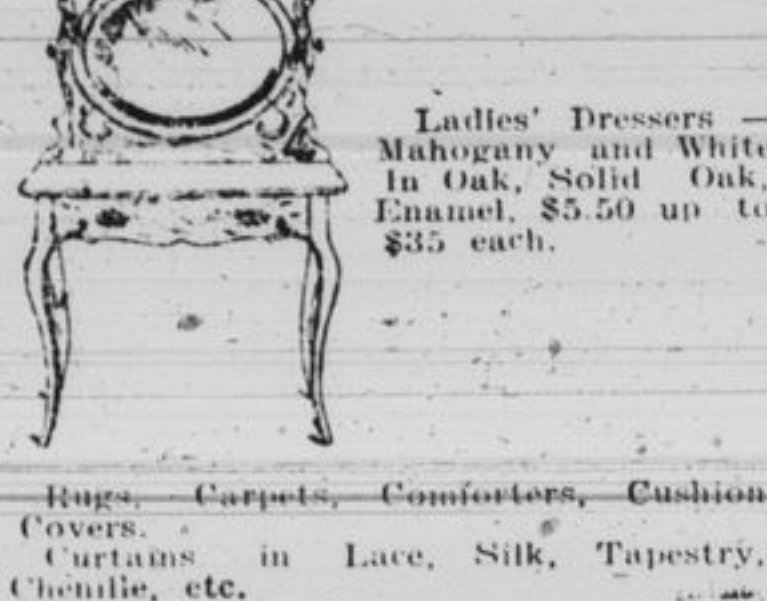 Ladies' Dressers —
Mahogany and White
In Oak, Solid Oak,
Enamel, $5.50 up to
$35 each.
Rugs, Carpets, Comforters, Cushion
Covers.
Curtains in Lace, Silk, Tapestry,
Chenille, etc.